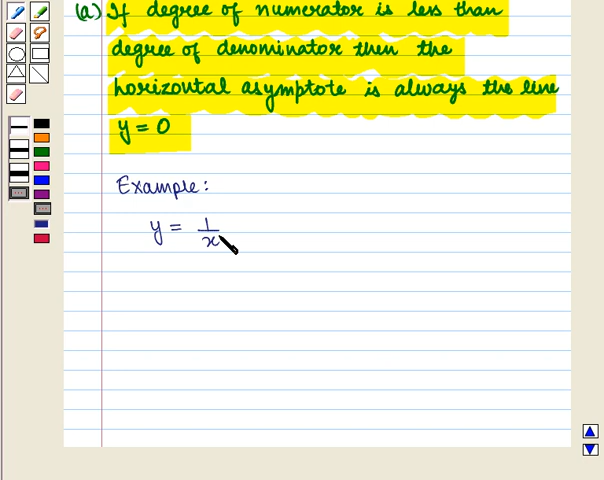 (a) If degree of numerator is less than
degree of denominator then the
horizontal asymptote is always the line
y = 0
Example:
y = 1/x